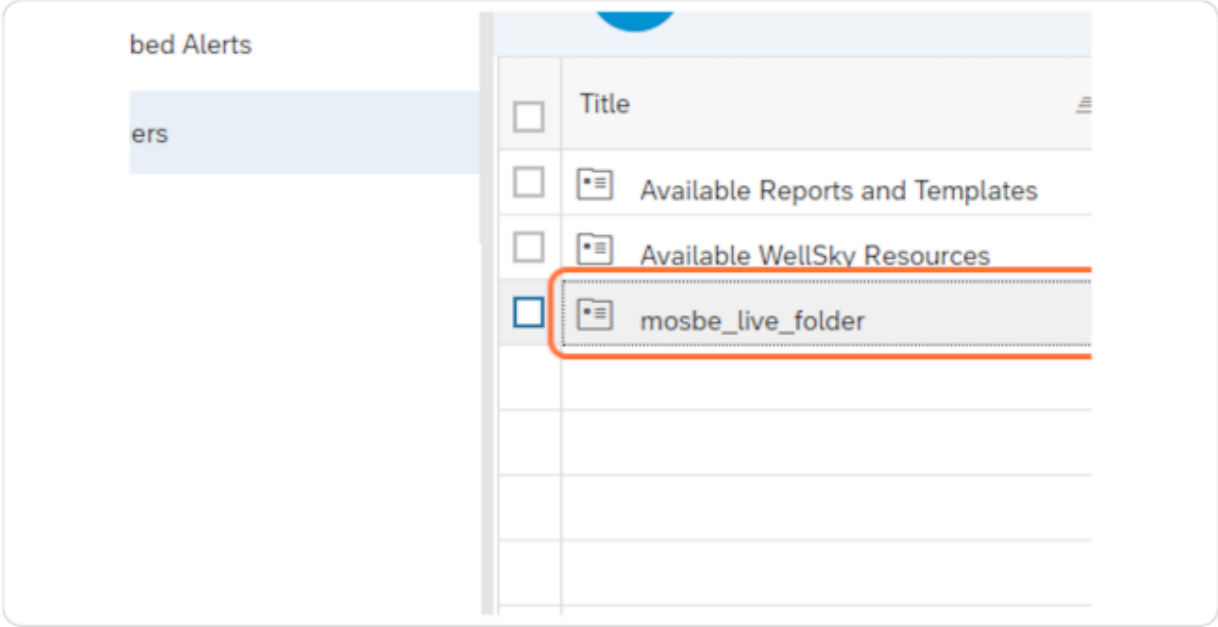 bed Alerts
ers
Title
Available Reports and Templates
Available WellSky Resources
mosbe_live_folder